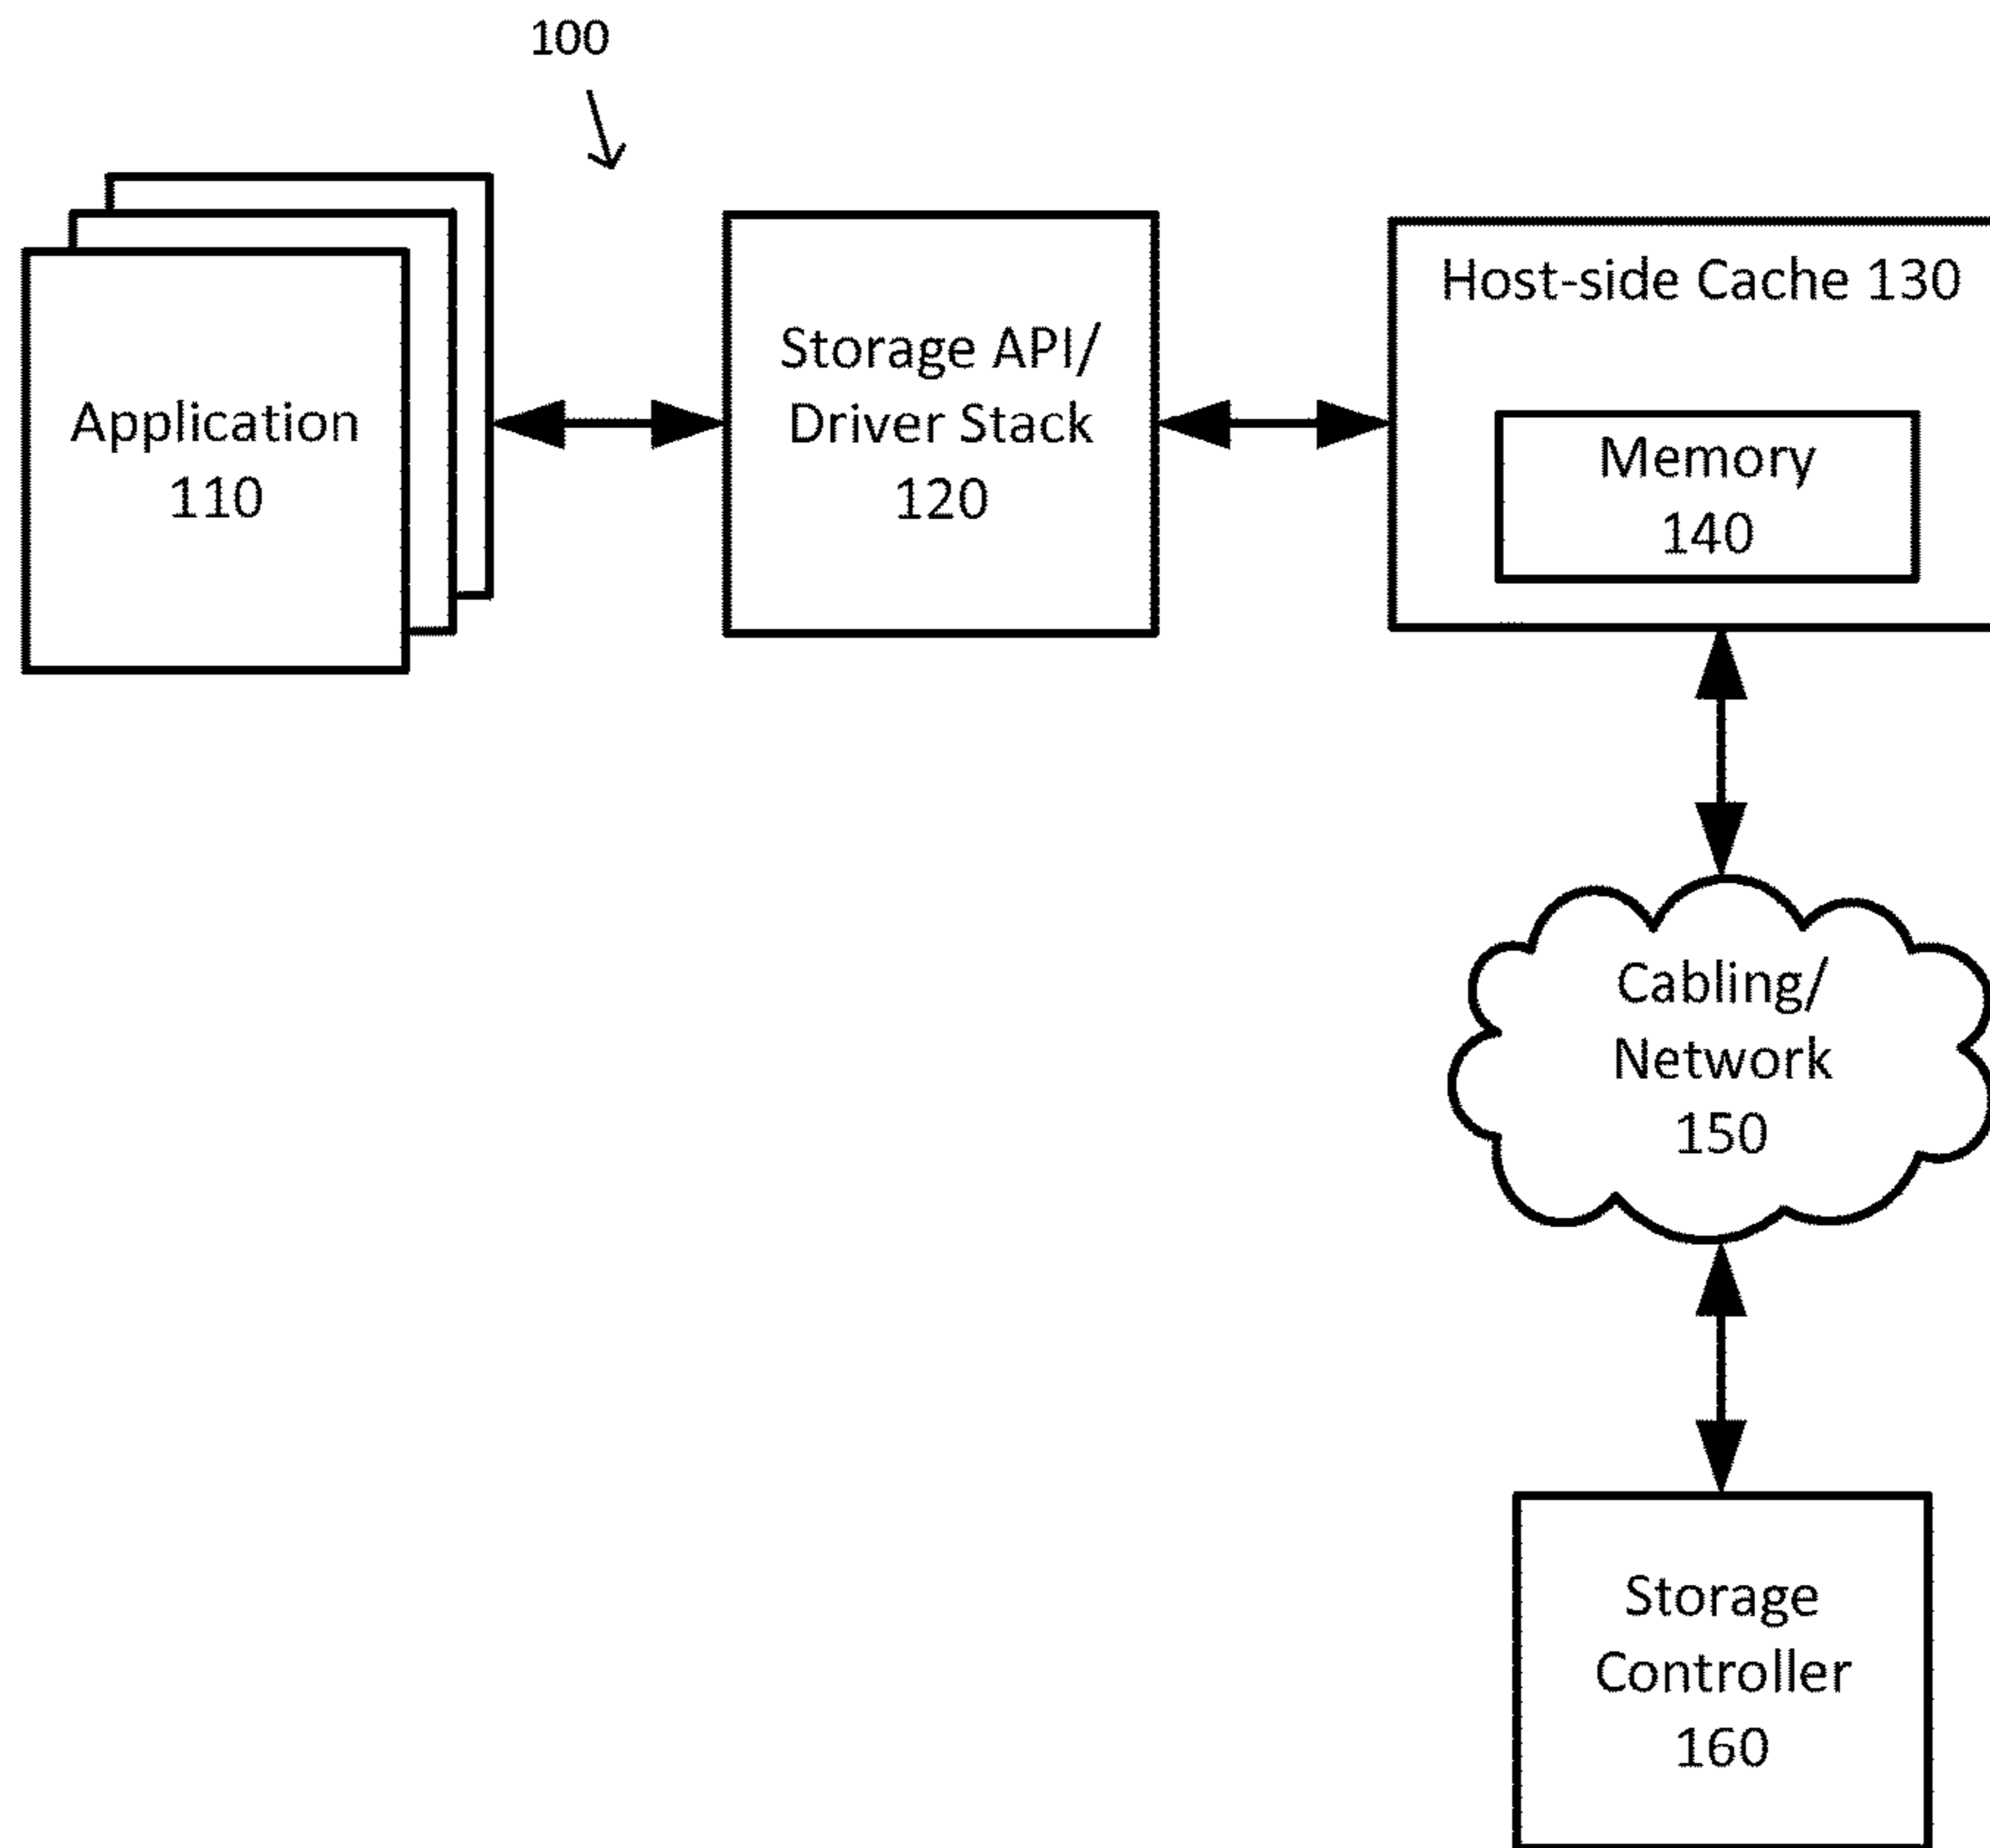 100
Application
110
Storage API/
Driver Stack
120
Host-side Cache 130
Memory
140
Cabling/
Network
150
Storage
Controller
160